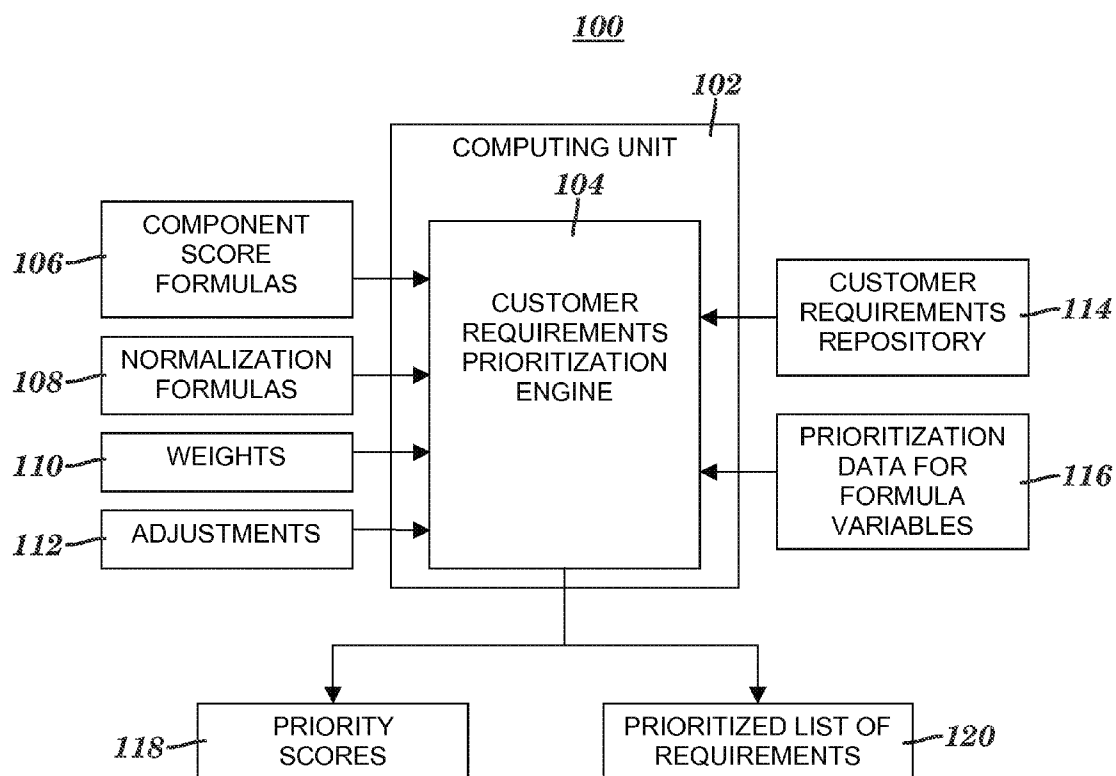 100
102
COMPUTING UNIT
104
COMPONENT
SCORE
FORMULAS
106
CUSTOMER
REQUIREMENTS
PRIORITIZATION
ENGINE
CUSTOMER
REQUIREMENTS
REPOSITORY
114
NORMALIZATION
FORMULAS
108
WEIGHTS
110
PRIORITIZATION
DATA FOR
FORMULA
VARIABLES
116
ADJUSTMENTS
112
PRIORITY
SCORES
118
PRIORITIZED LIST OF
REQUIREMENTS
120